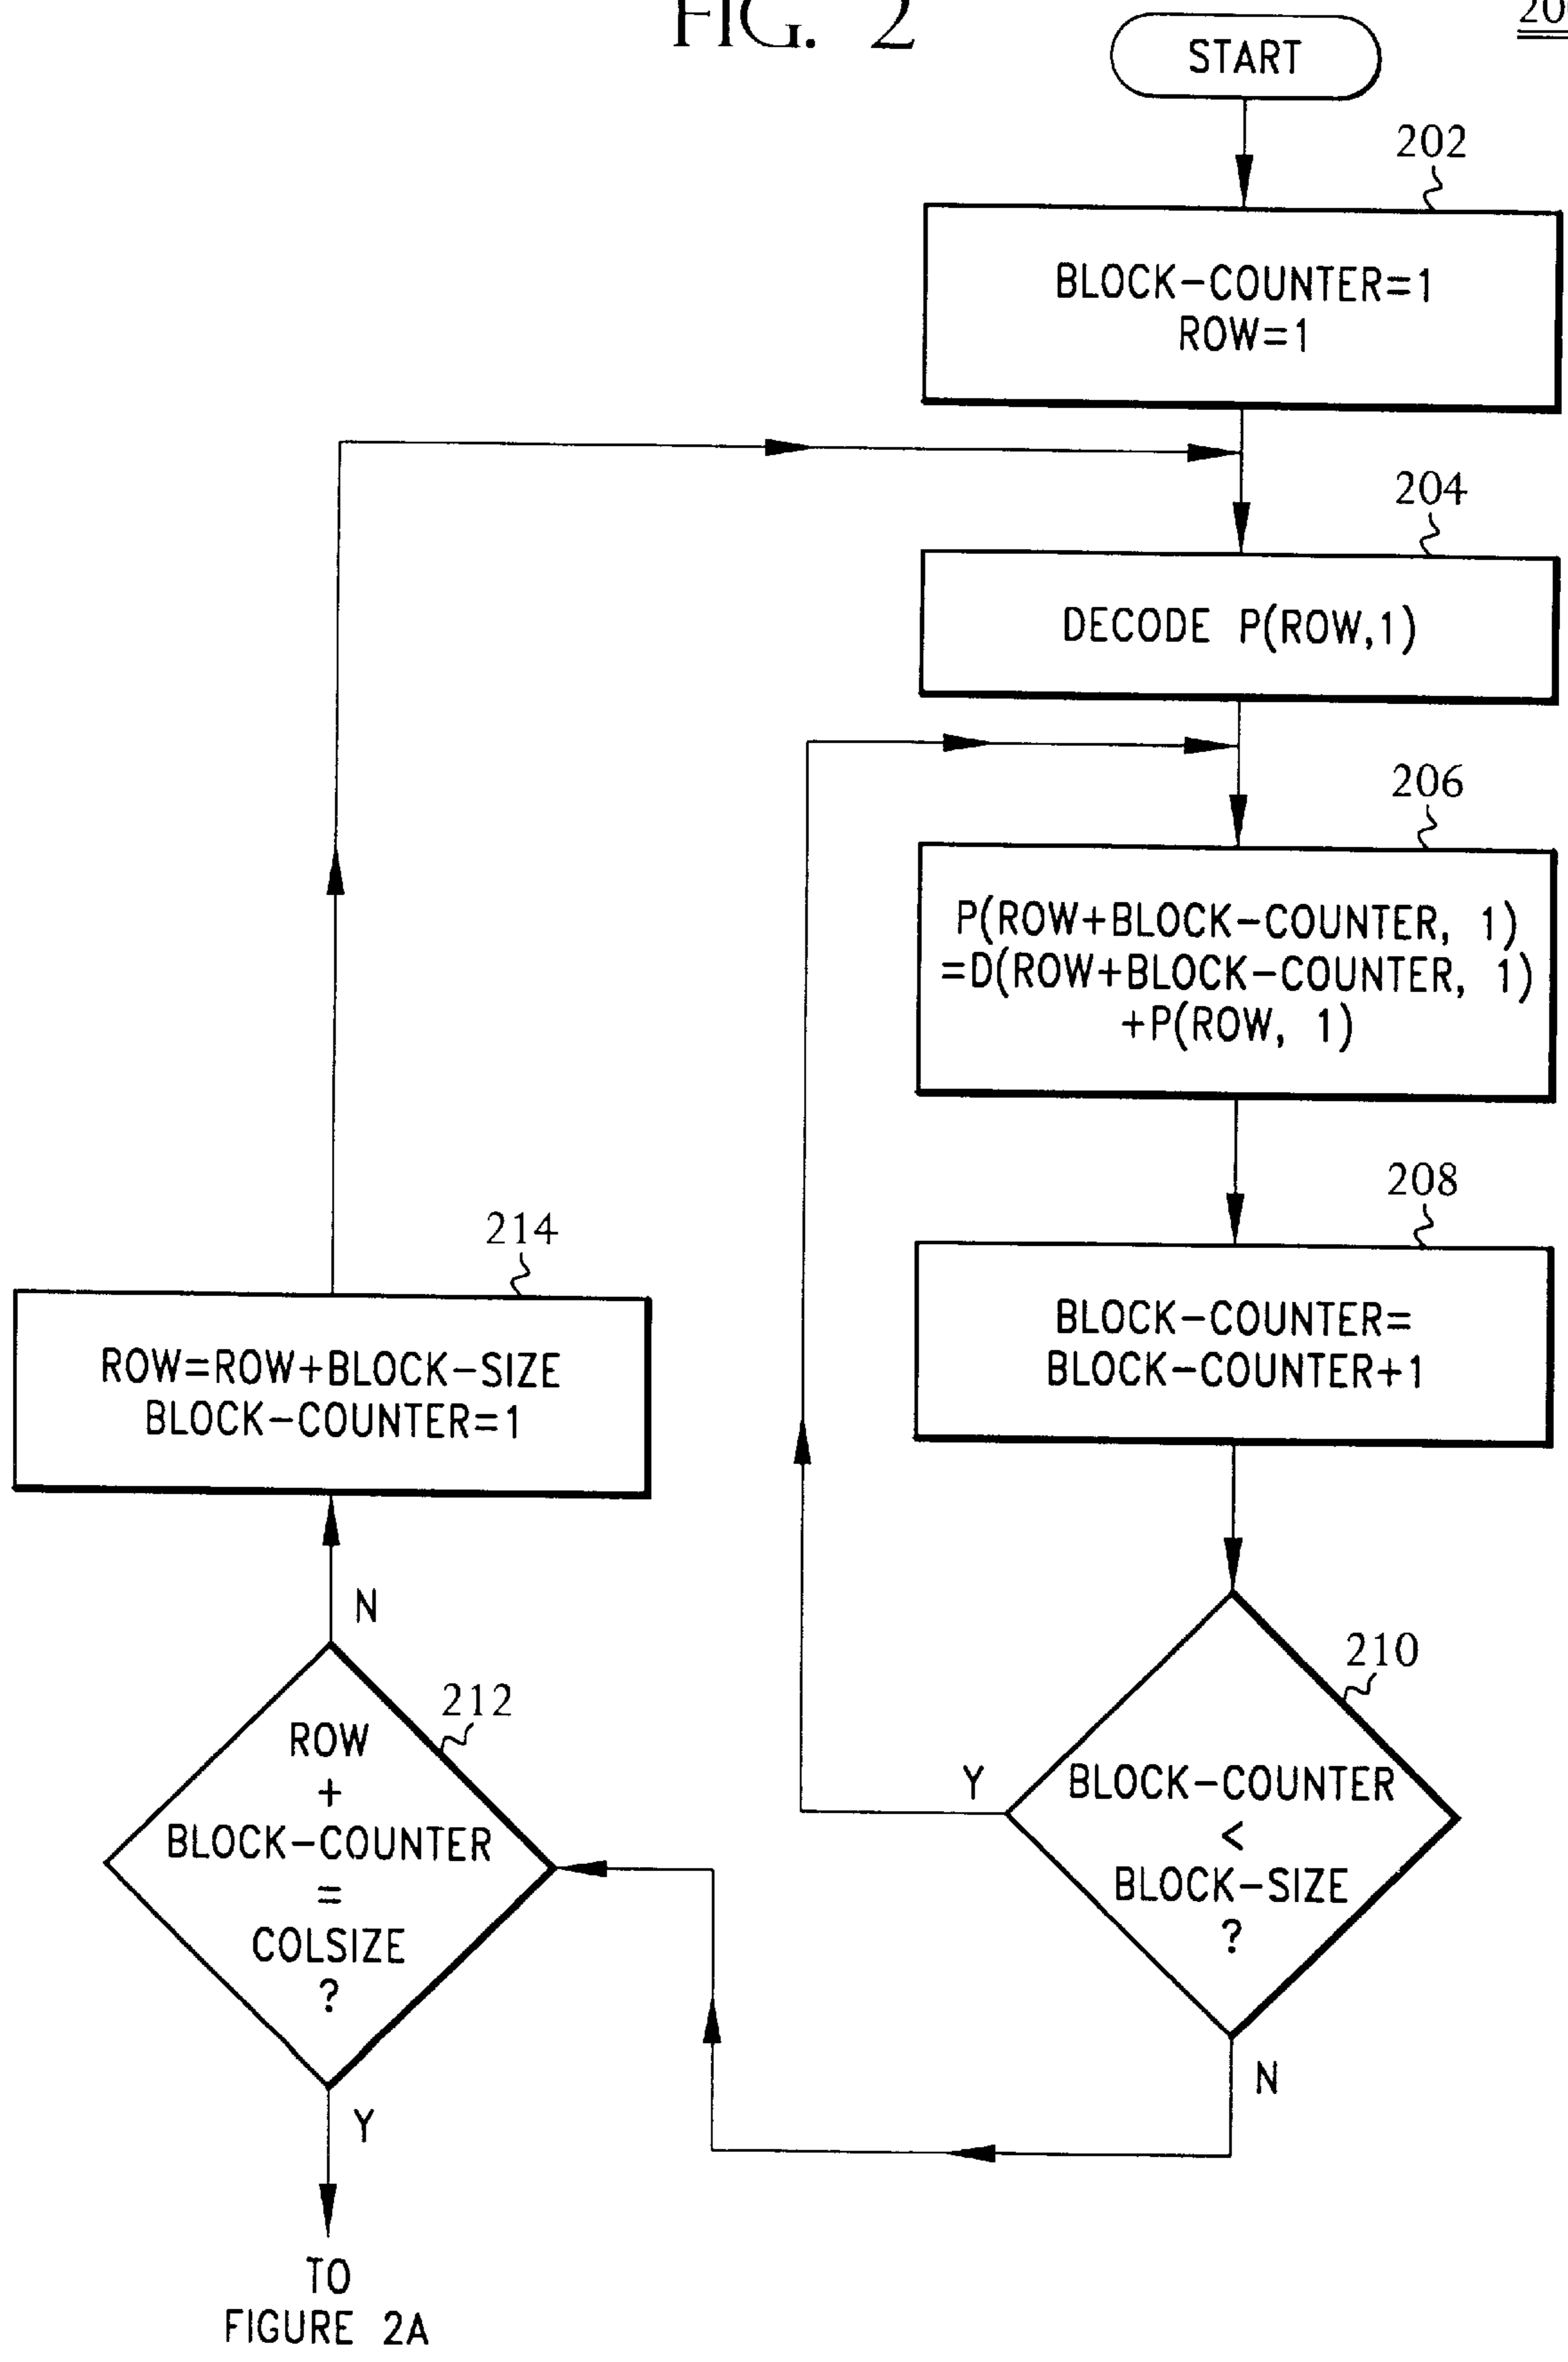 FIG. 2
START
202
BLOCK-COUNTER=1
ROW=1
204
DECODE P(ROW,1)
206
P(ROW+BLOCK-COUNTER, 1)
=D(ROW+BLOCK-COUNTER, 1)
+P(ROW, 1)
208
BLOCK-COUNTER=
BLOCK-COUNTER+1
214
ROW=ROW+BLOCK-SIZE
BLOCK-COUNTER=1
N
210
BLOCK-COUNTER
<
BLOCK-SIZE
?
Y
N
212
ROW
+
BLOCK-COUNTER
=
COLSIZE
?
Y
TO
FIGURE 2A